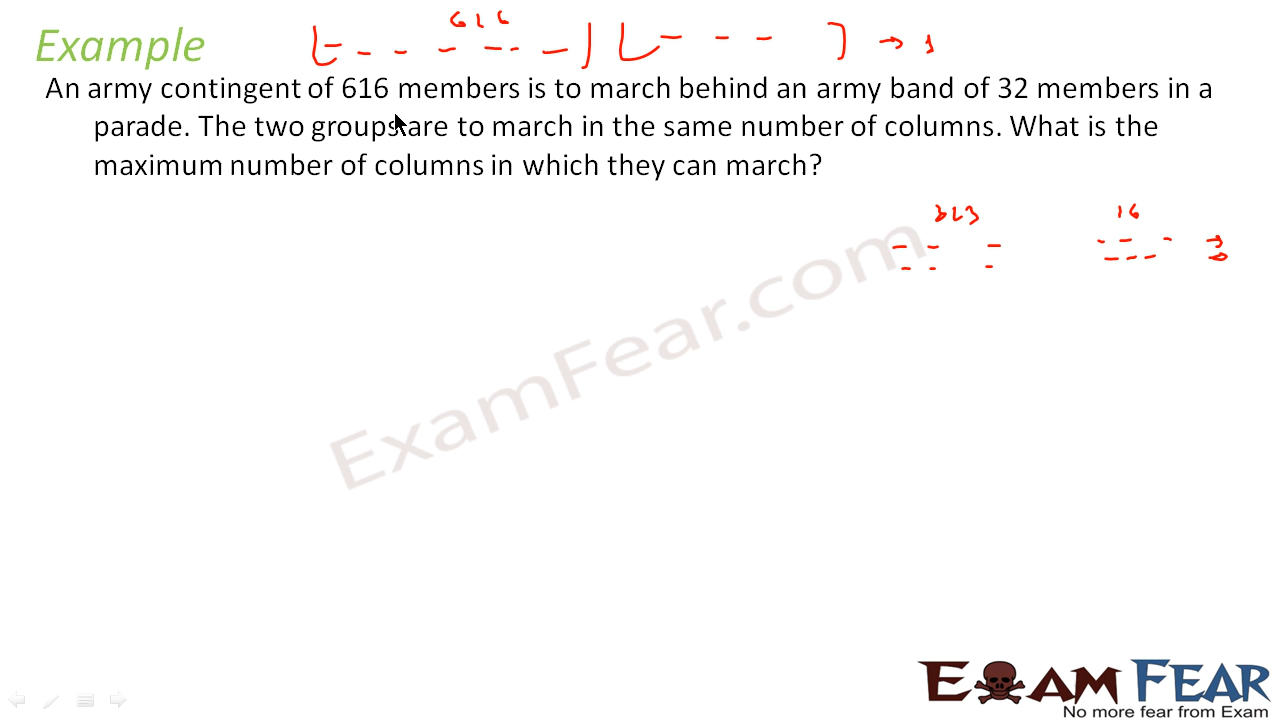 616
Example
1
An army contingent of 616 members is to march behind an army band of 32 members in a
parade. The two groups are to march in the same number of columns. What is the
maximum number of columns in which they can march?
16
ExamFear.com
EXAM FEAR
No more fear from Exam